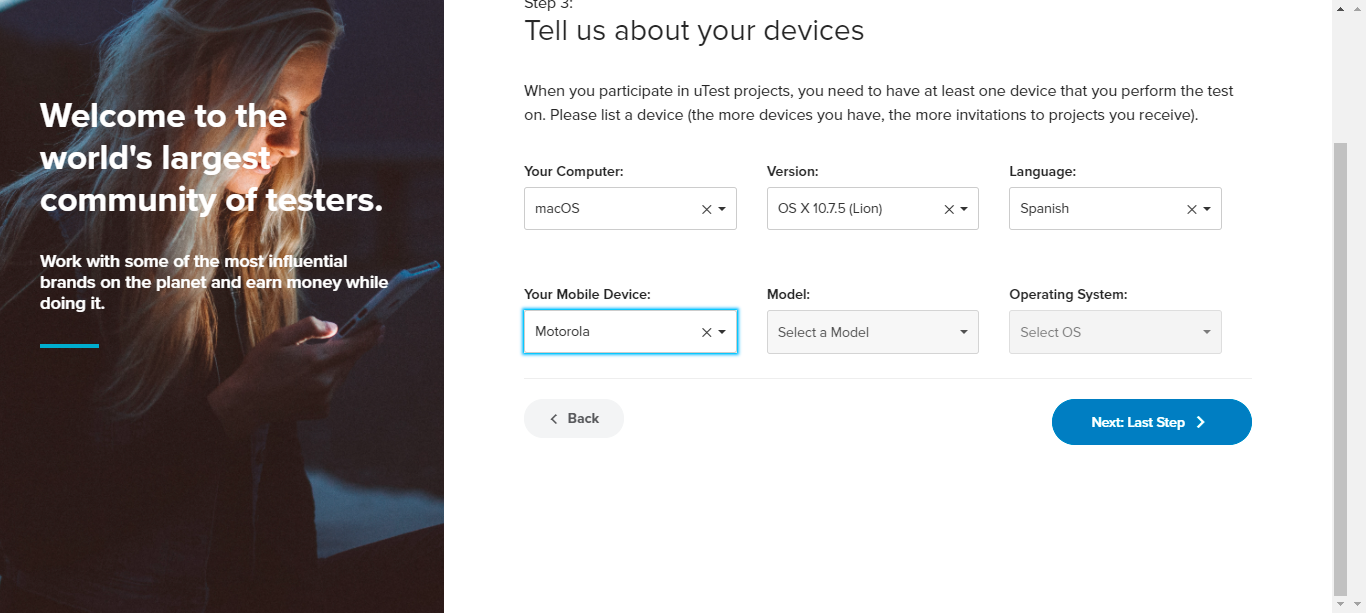 Welcome to the
world's largest
community of testers.
Work with some of the most influential
brands on the planet and earn money while
doing it.
Step 3:
Tell us about your devices
When you participate in uTest projects, you need to have at least one device that you perform the test
on. Please list a device (the more devices you have, the more invitations to projects you receive).
Your Computer: Version: Language:
macOS OS X 10.7.5 (Lion) Spanish
Your Mobile Device: Model: Operating System:
Motorola Select a Model Select OS
Back Next: Last Step